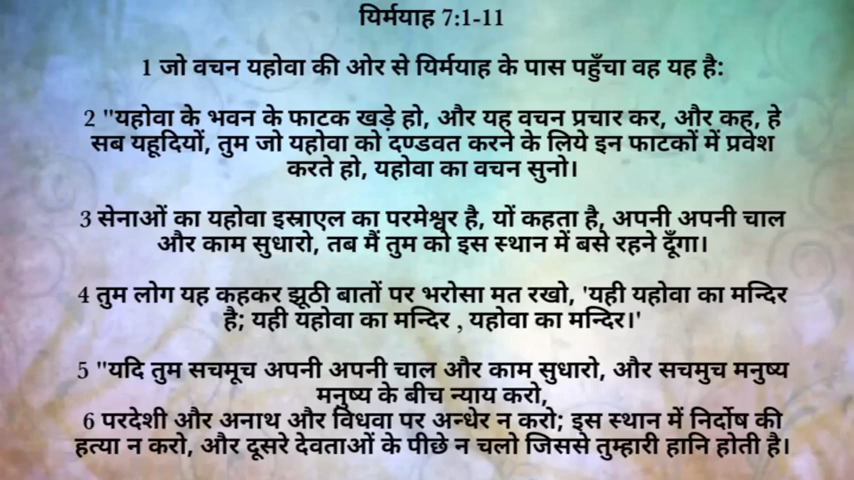 यिर्मयाह 7:1-11
1 जो वचन यहोवा की ओर से यिर्मयाह के पास पहुँचा वह यह है:
2 "यहोवा के भवन के फाटक खड़े हो, और यह वचन प्रचार कर, और कह, हे
सब यहूदियों, तुम जो यहोवा को दण्डवत करने के लिये इन फाटकों में प्रवेश
करते हो, यहोवा का वचन सुनो।
3 सेनाओं का यहोवा इस्राएल का परमेश्वर है, यों कहता है, अपनी अपनी चाल
और काम सुधारो, तब मैं तुम को इस स्थान में बसे रहने दूँगा।
4 तुम लोग यह कहकर झूठी बातों पर भरोसा मत रखो, 'यही यहोवा का मन्दिर
है; यही यहोवा का मन्दिर , यहोवा का मन्दिर।'
5 "यदि तुम सचमूच अपनी अपनी चाल और काम सुधारो, और सचमुच मनुष्य
मनुष्य के बीच न्याय करो,
6 परदेशी और अनाथ और विधवा पर अन्धेर न करो; इस स्थान में निर्दोष की
हत्या न करो, और दूसरे देवताओं के पीछे न चलो जिससे तुम्हारी हानि होती है।